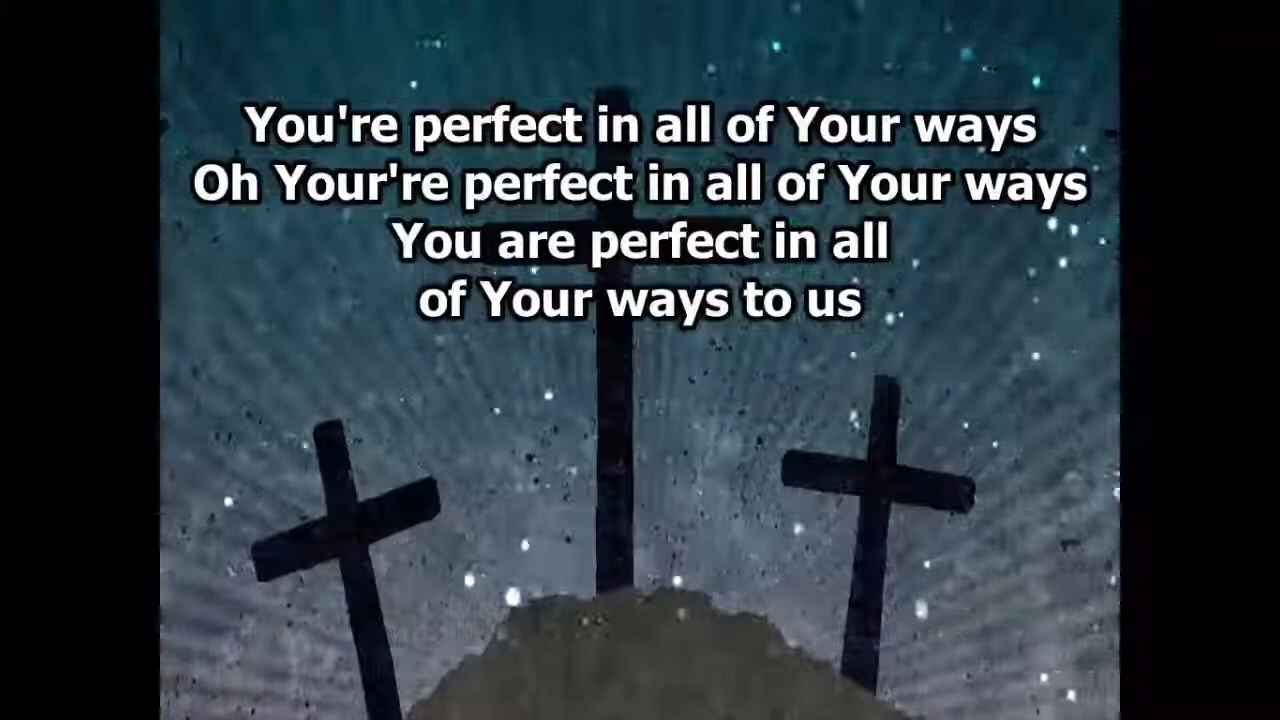 You're perfect in all of Your ways
Oh Your're perfect in all of Your ways
You are perfect in all
of Your ways to us